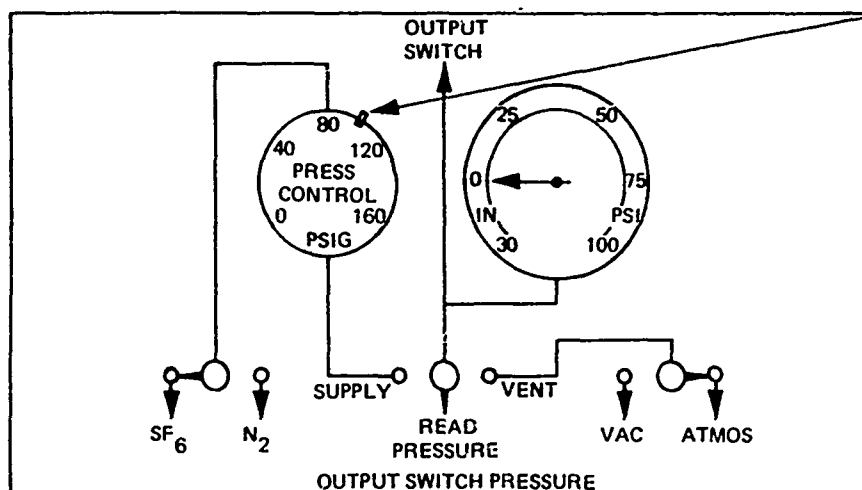 OUTPUT
SWITCH
80
40
120
PRESS
CONTROL
0
160
PSIG
25
50
0
75
IN
PSI
30
100
SUPPLY
VENT
SF6
N2
READ
PRESSURE
VAC
ATMOS
OUTPUT SWITCH PRESSURE